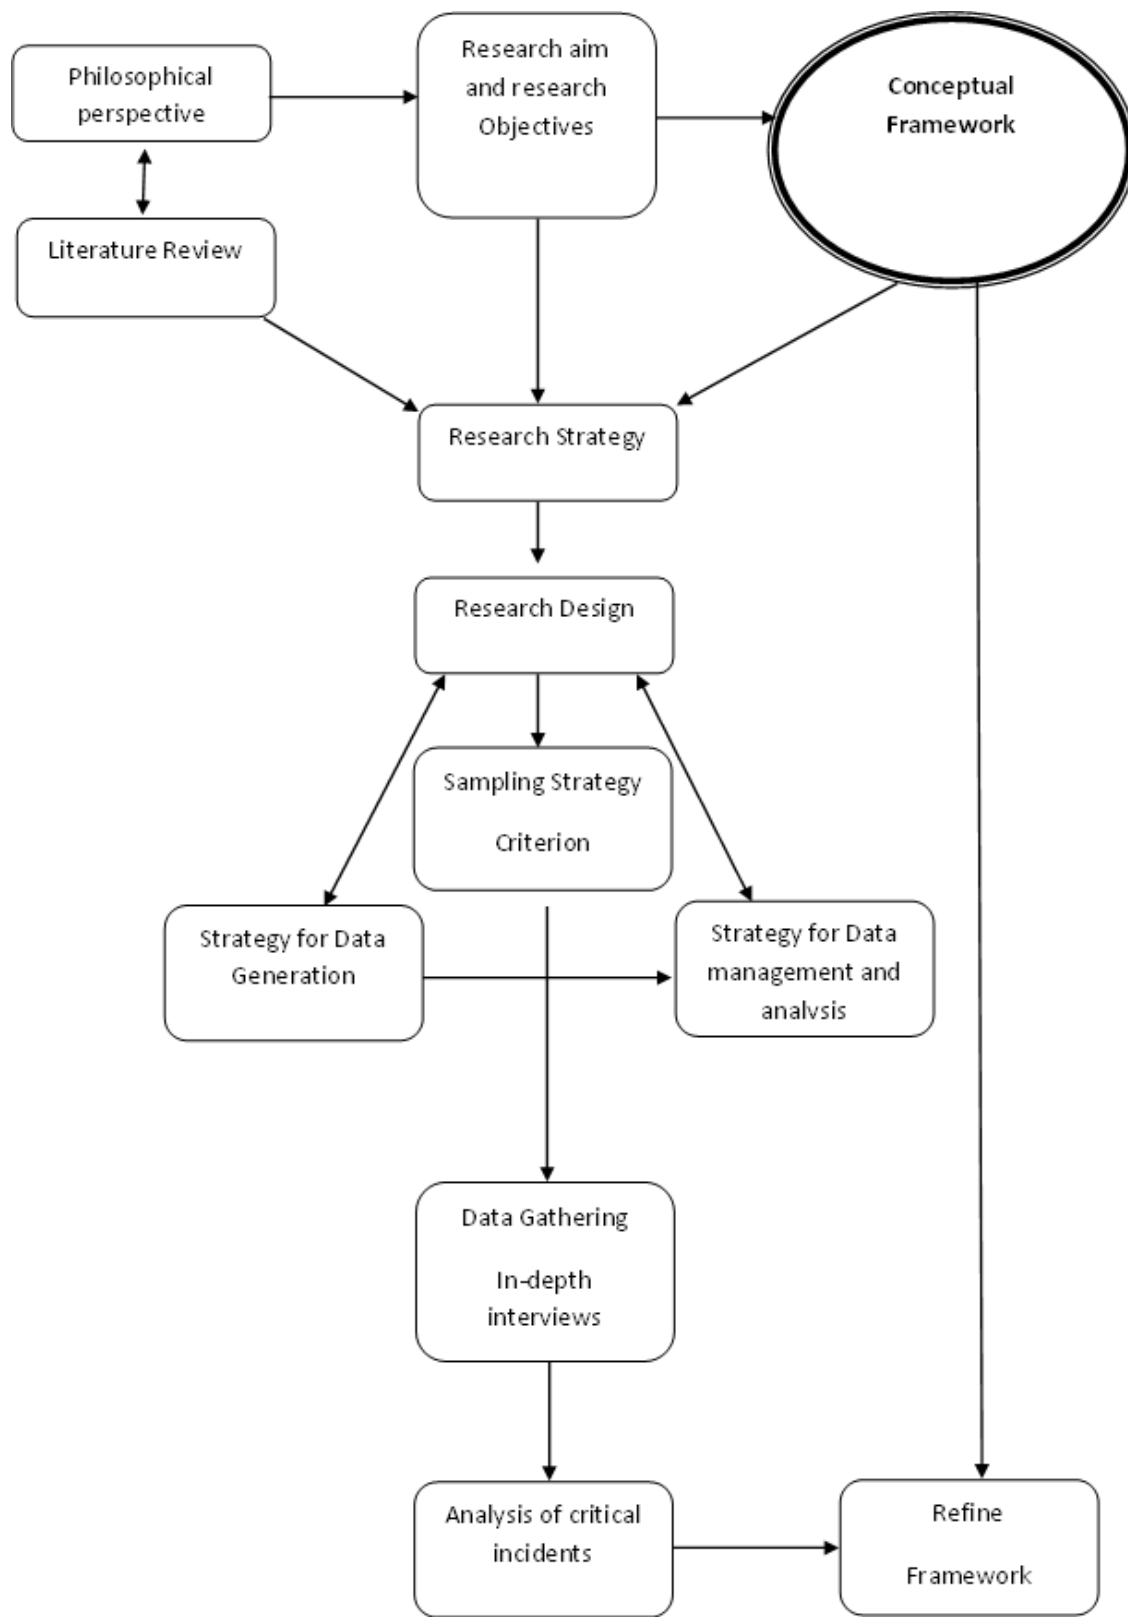 Philosophical
perspective
Research aim
and research
Objectives
Conceptual
Framework
Literature Review
Research Strategy
Research Design
Sampling Strategy
Criterion
Strategy for Data
Generation
Strategy for Data
management and
analysis
Data Gathering
In-depth
interviews
Analysis of critical
incidents
Refine
Framework